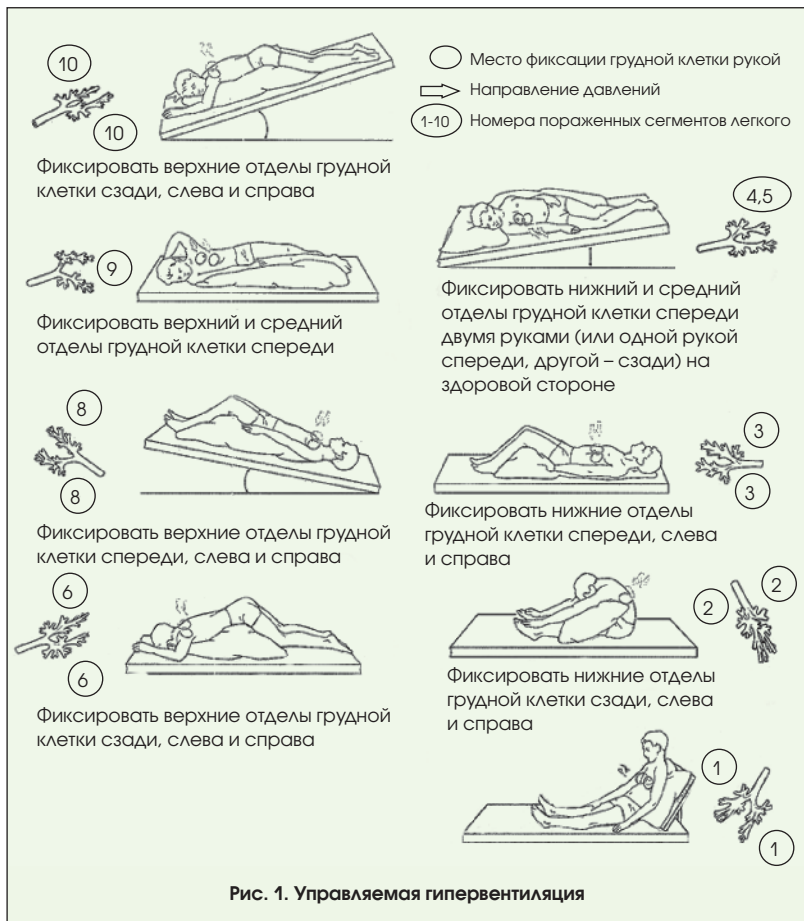 10
10
Фиксировать верхние отделы грудной
клетки сзади, слева и справа
9
Фиксировать верхний и средний
отделы грудной клетки спереди
8
8
Фиксировать верхние отделы грудной
клетки спереди, слева и справа
6
6
Фиксировать верхние отделы грудной
клетки сзади, слева и справа
Место фиксации грудной клетки рукой
Направление давлений
1-10 Номера пораженных сегментов легкого
4,5
Фиксировать нижний и средний
отделы грудной клетки спереди
двумя руками (или одной рукой
спереди, другой – сзади) на
здоровой стороне
3
3
Фиксировать нижние отделы
грудной клетки спереди, слева
и справа
2
2
Фиксировать нижние отделы
грудной клетки сзади, слева
и справа
1
1
Рис. 1. Управляемая гипервентиляция